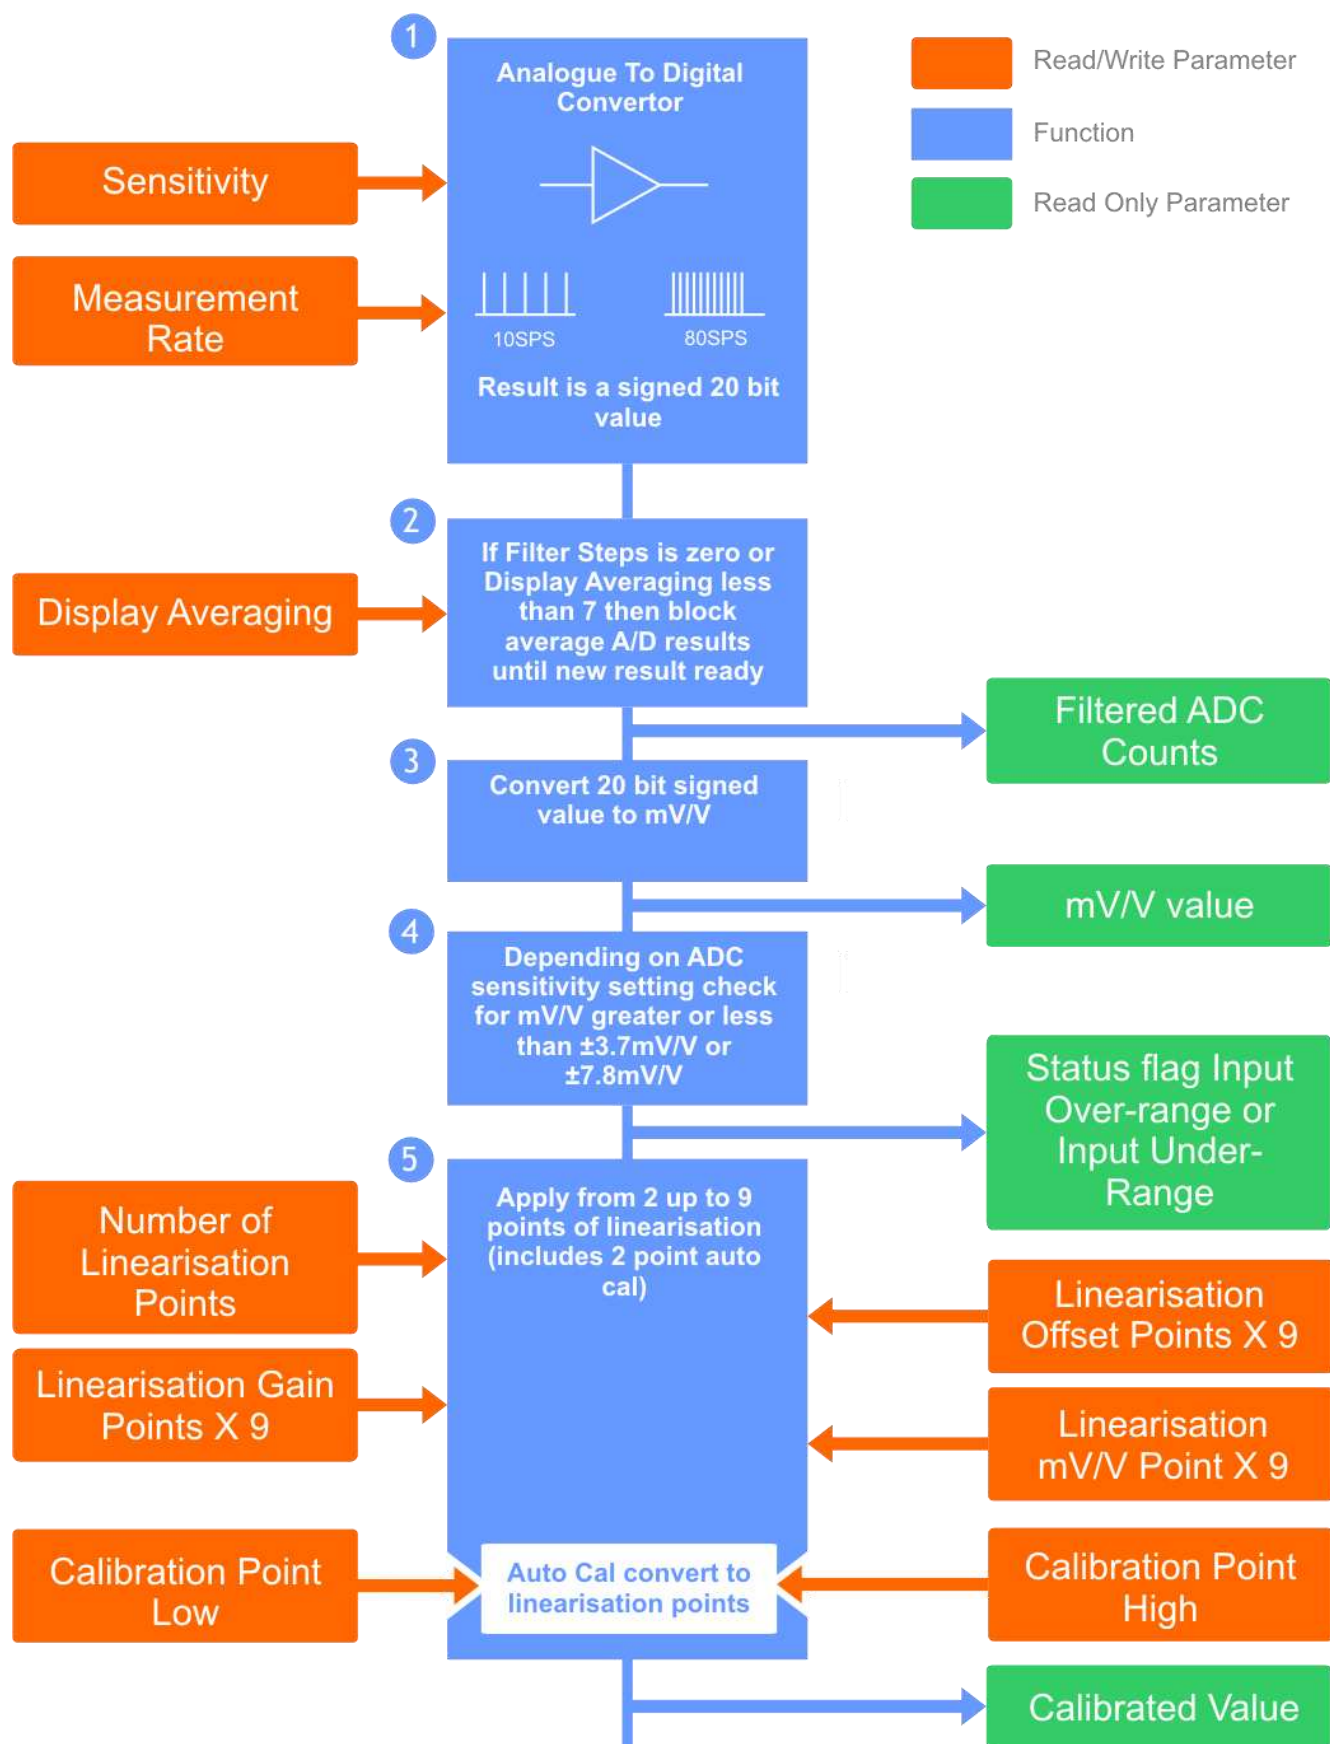 1
Analogue To Digital
Convertor
Read/Write Parameter
Function
Read Only Parameter
Sensitivity
Measurement
Rate
10SPS
80SPS
Result is a signed 20 bit
value
2
If Filter Steps is zero or
Display Averaging less
than 7 then block
average A/D results
until new result ready
Display Averaging
Filtered ADC
Counts
3
Convert 20 bit signed
value to mV/V
mV/V value
4
Depending on ADC
sensitivity setting check
for mV/V greater or less
than ±3.7mV/V or
±7.8mV/V
Status flag Input
Over-range or
Input Under-
Range
5
Apply from 2 up to 9
points of linearisation
(includes 2 point auto
cal)
Number of
Linearisation
Points
Linearisation
Offset Points X 9
Linearisation Gain
Points X 9
Linearisation
mV/V Point X 9
Calibration Point
Low
Auto Cal convert to
linearisation points
Calibration Point
High
Calibrated Value